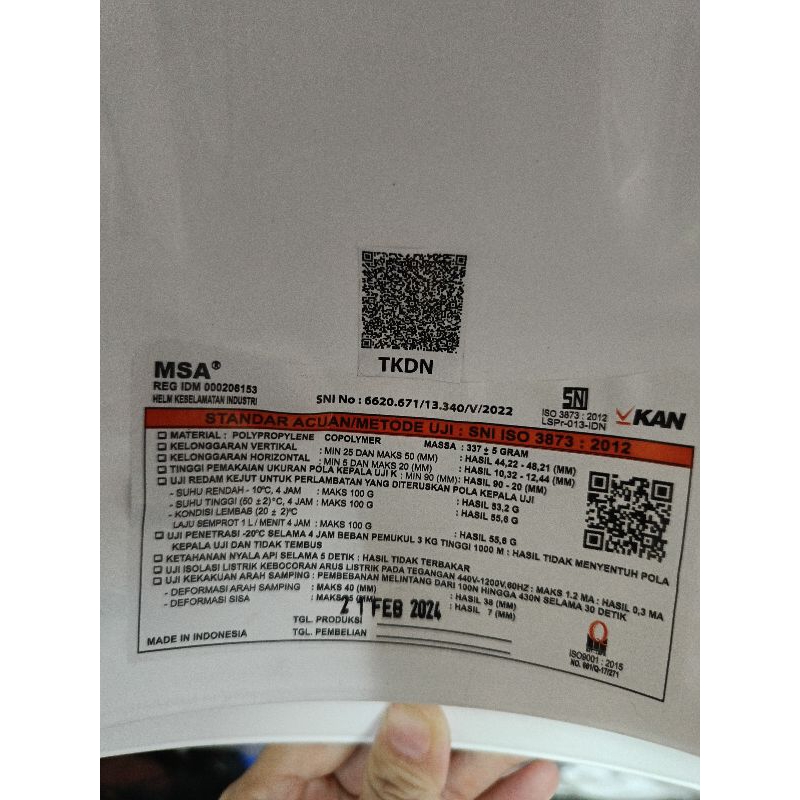 TKDN
MSA®
REG IDM 000206153
HELM KESELAMATAN INDUSTRI
SNI No : 6620.671/13.340/V/2022
SNI
ISO 3873 : 2012
LSPr-013-IDN
KAN
STANDAR ACUAN/METODE UJI : SNI ISO 3873 : 2012
MATERIAL : POLYPROPYLENE COPOLYMER MASSA : 337 ± 5 GRAM
KELONGGARAN VERTIKAL : MIN 25 DAN MAKS 50 (MM) : HASIL 44,22 - 48,21 (MM)
KELONGGARAN HORIZONTAL : MIN 5 DAN MAKS 20 (MM) : HASIL 10,32 - 12,44 (MM)
TINGGI PEMAKAIAN UKURAN POLA KEPALA UJI K : MIN 90 (MM) : HASIL 90 - 20 (MM)
UJI REDAM KEJUT UNTUK PERLAMBATAN YANG DITERUSKAN POLA KEPALA UJI
- SUHU RENDAH - 10°C, 4 JAM : MAKS 100 G : HASIL 53,2 G
- SUHU TINGGI (50 ± 2)°C, 4 JAM : MAKS 100 G : HASIL 55,6 G
- KONDISI LEMBAB (20 ± 2)°C
LAJU SEMPROT 1 L / MENIT 4 JAM : MAKS 100 G : HASIL 55,6 G
UJI PENETRASI -20°C SELAMA 4 JAM BEBAN PEMUKUL 3 KG TINGGI 1000 M : HASIL TIDAK MENYENTUH POLA
KEPALA UJI DAN TIDAK TEMBUS
KETAHANAN NYALA API SELAMA 5 DETIK : HASIL TIDAK TERBAKAR
UJI ISOLASI LISTRIK KEBOCORAN ARUS LISTRIK PADA TEGANGAN 440V-1200V,60HZ : MAKS 1.2 MA : HASIL 0,3 MA
UJI KEKAKUAN ARAH SAMPING : PEMBEBANAN MELINTANG DARI 100N HINGGA 430N SELAMA 30 DETIK
- DEFORMASI ARAH SAMPING : MAKS 40 (MM) : HASIL 38 (MM)
- DEFORMASI SISA : MAKS (MM) : HASIL 7 (MM)
21 FEB 2024
TGL. PRODUKSI
TGL. PEMBELIAN
MADE IN INDONESIA
ISO9001 : 2015